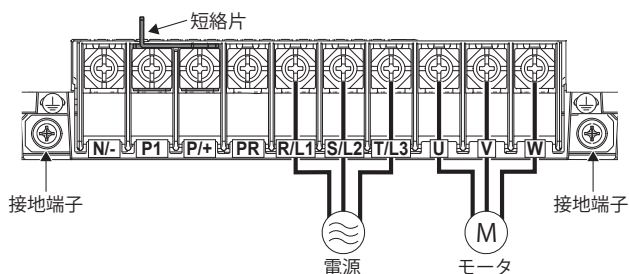 短絡片
N/- P1 P/+ PR R/L1 S/L2 T/L3 U V W
接地端子 接地端子
M
電源 モータ